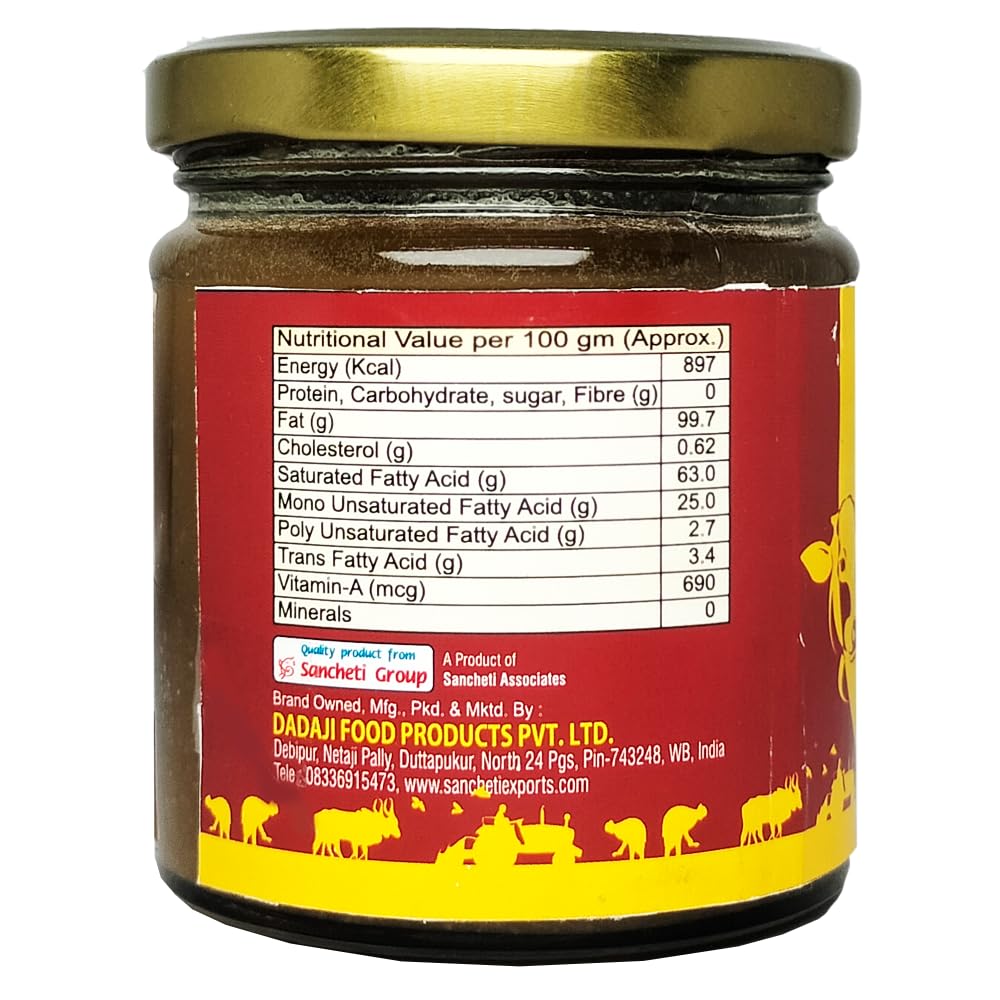 Nutritional Value per 100 gm (Approx.)
Energy (Kcal) 897
Protein, Carbohydrate, sugar, Fibre (g) 0
Fat (g) 99.7
Cholesterol (g) 0.62
Saturated Fatty Acid (g) 63.0
Mono Unsaturated Fatty Acid (g) 25.0
Poly Unsaturated Fatty Acid (g) 2.7
Trans Fatty Acid (g) 3.4
Vitamin-A (mcg) 690
Minerals 0
Quality product from
Sancheti Group
A Product of
Sancheti Associates
Brand Owned, Mfg., Pkd. & Mktd. By :
DADAJI FOOD PRODUCTS PVT. LTD.
Debipur, Netaji Pally, Duttapukur, North 24 Pgs, Pin-743248, WB, India
Tele : 08336915473, www.sanchetiexports.com